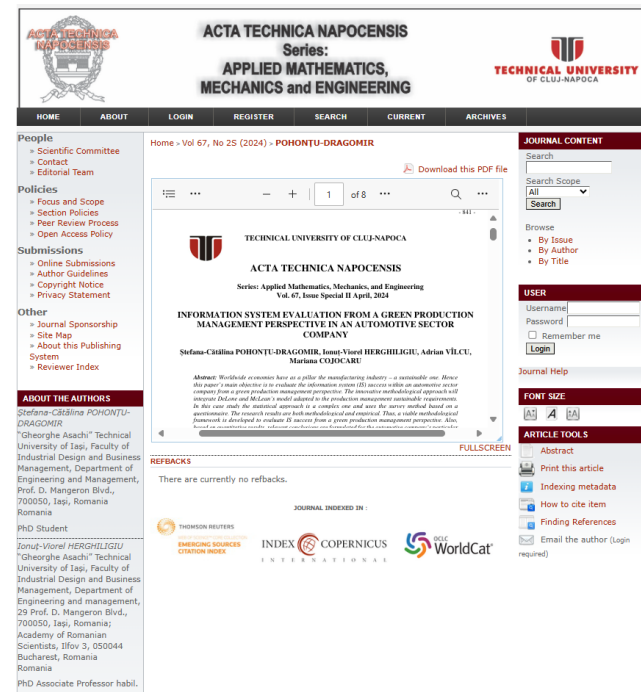 ACTA TECHNICA
NAPOCENSIS
ACTA TECHNICA NAPOCENSIS
Series:
APPLIED MATHEMATICS,
MECHANICS and ENGINEERING
TECHNICAL UNIVERSITY
OF CLUJ-NAPOCA
HOME ABOUT LOGIN REGISTER SEARCH CURRENT ARCHIVES
People
» Scientific Committee
» Contact
» Editorial Team
Policies
» Focus and Scope
» Section Policies
» Peer Review Process
» Open Access Policy
Submissions
» Online Submissions
» Author Guidelines
» Copyright Notice
» Privacy Statement
Other
» Journal Sponsorship
» Site Map
» About this Publishing
System
» Reviewer Index
ABOUT THE AUTHORS
Ștefana-Cătălina POHONȚU-
DRAGOMIR
"Gheorghe Asachi" Technical
University of Iași, Faculty of
Industrial Design and Business
Management, Department of
Engineering and Management,
Prof. D. Mangeron Blvd.,
700050, Iași, Romania
Romania
PhD Student
Ionuț-Viorel HERGHILIGIU
"Gheorghe Asachi" Technical
University of Iași, Faculty of
Industrial Design and Business
Management, Department of
Engineering and management,
29 Prof. D. Mangeron Blvd.,
700050, Iași, Romania;
Academy of Romanian
Scientists, Ilfov 3, 050044
Bucharest, Romania
Romania
PhD Associate Professor habil.
Home > Vol 67, No 2S (2024) > POHONȚU-DRAGOMIR
Download this PDF file
1 of 8
- 841 -
TECHNICAL UNIVERSITY OF CLUJ-NAPOCA
ACTA TECHNICA NAPOCENSIS
Series: Applied Mathematics, Mechanics, and Engineering
Vol. 67, Issue Special II April, 2024
INFORMATION SYSTEM EVALUATION FROM A GREEN PRODUCTION
MANAGEMENT PERSPECTIVE IN AN AUTOMOTIVE SECTOR
COMPANY
Ștefana-Cătălina POHONȚU-DRAGOMIR, Ionuț-Viorel HERGHILIGIU, Adrian VÎLCU,
Mariana COJOCARU
Abstract: Worldwide economies have as a pillar the manufacturing industry – a sustainable one. Hence
this paper's main objective is to evaluate the information system (IS) success within an automotive sector
company from a green production management perspective. The innovative methodological approach will
integrate DeLone and McLean's model adapted to the production management sustainable requirements.
In this case study the statistical approach is a complex one and uses the survey method based on a
questionnaire. The research results are both methodological and empirical. Thus, a viable methodological
framework is developed to evaluate IS success from a green production management perspective. Also,
based on quantitative results, relevant conclusions are formulated for the automotive company's particular
FULLSCREEN
REFBACKS
There are currently no refbacks.
JOURNAL INDEXED IN :
THOMSON REUTERS
EMERGING SOURCES
CITATION INDEX
INDEX COPERNICUS
INTERNATIONAL
OCLC
WorldCat
JOURNAL CONTENT
Search
Search Scope
All
Search
Browse
By Issue
By Author
By Title
USER
Username
Password
Remember me
Login
Journal Help
FONT SIZE
A A A
ARTICLE TOOLS
Abstract
Print this article
Indexing metadata
How to cite item
Finding References
Email the author (Login
required)